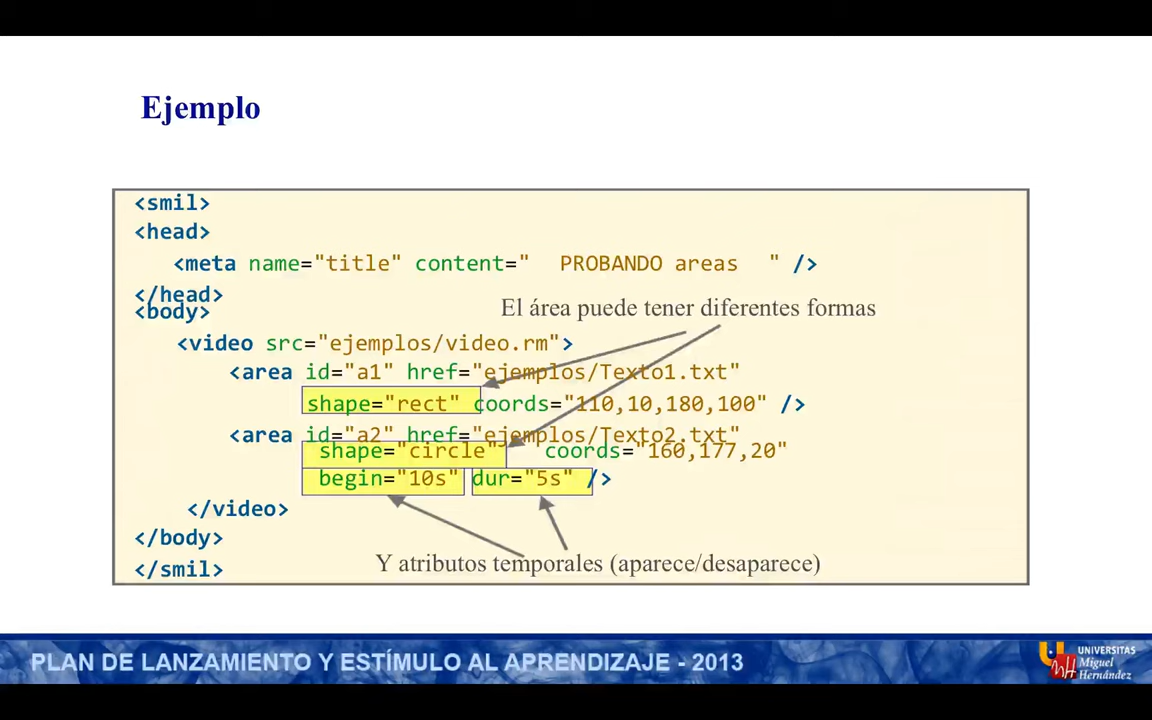 Ejemplo
<smil>
<head>
<meta name="title" content=" PROBANDO areas " />
</head>
<body>
El área puede tener diferentes formas
<video src="ejemplos/video.rm">
<area id="a1" href="ejemplos/Texto1.txt"
shape="rect" coords="110,10,180,100" />
<area id="a2" href="ejemplos/Texto2.txt"
shape="circle" coords="160,177,20"
begin="10s" dur="5s" />
</video>
</body>
Y atributos temporales (aparece/desaparece)
</smil>
PLAN DE LANZAMIENTO Y ESTÍMULO AL APRENDIZAJE - 2013
UNIVERSITAS
Miguel
Hernández